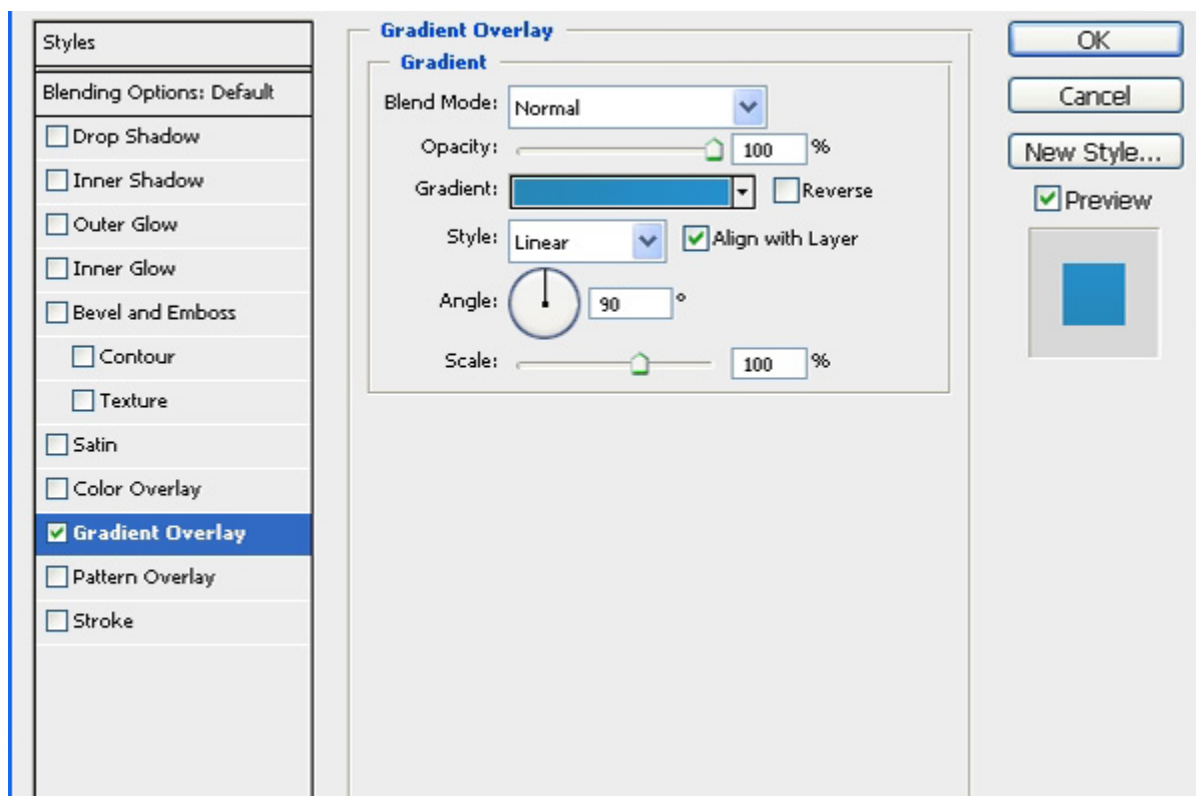 Styles
Blending Options: Default
Drop Shadow
Inner Shadow
Outer Glow
Inner Glow
Bevel and Emboss
Contour
Texture
Satin
Color Overlay
Gradient Overlay
Pattern Overlay
Stroke
Gradient Overlay
Gradient
Blend Mode: Normal
Opacity: 100 %
Gradient: Reverse
Style: Linear Align with Layer
Angle: 90 °
Scale: 100 %
OK
Cancel
New Style...
Preview